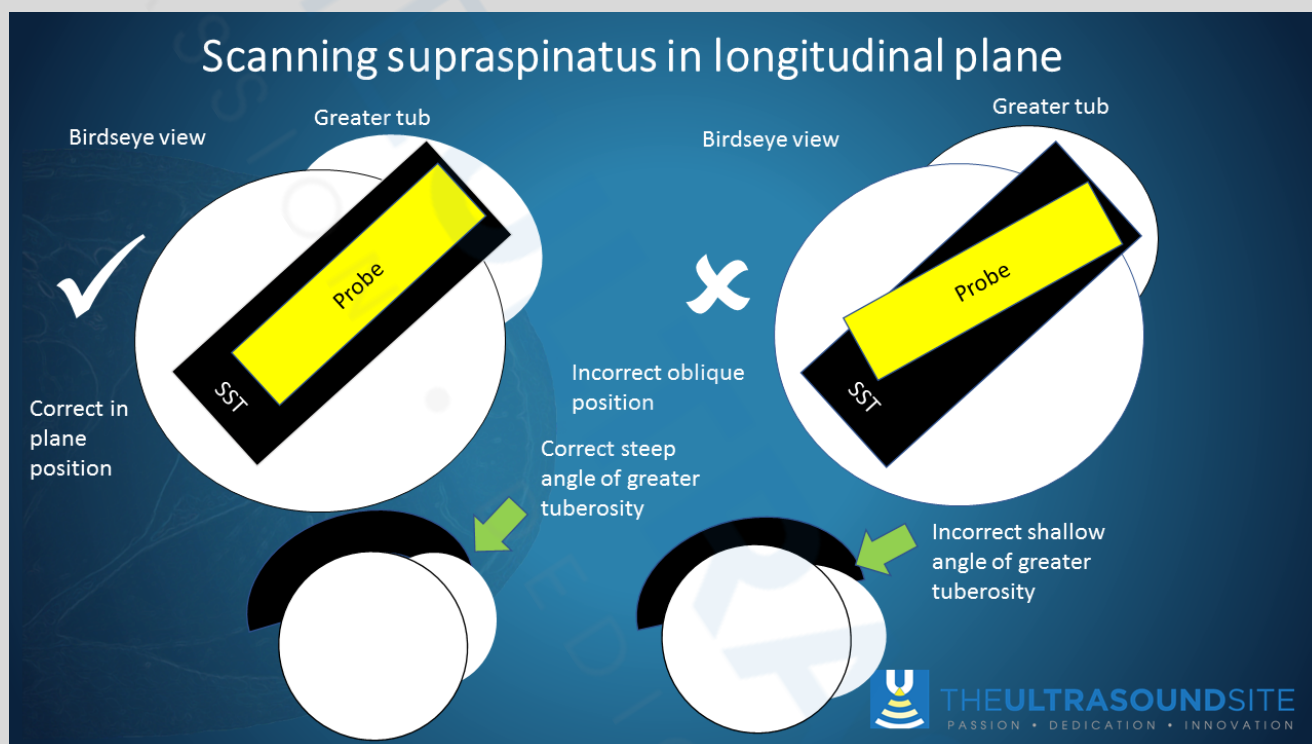 Scanning supraspinatus in longitudinal plane
Birdseye view
Greater tub
Probe
SST
Correct in
plane
position
Correct steep
angle of greater
tuberosity
Birdseye view
Greater tub
Probe
SST
Incorrect oblique
position
Incorrect shallow
angle of greater
tuberosity
THEULTRASOUNDSITE
PASSION • DEDICATION • INNOVATION